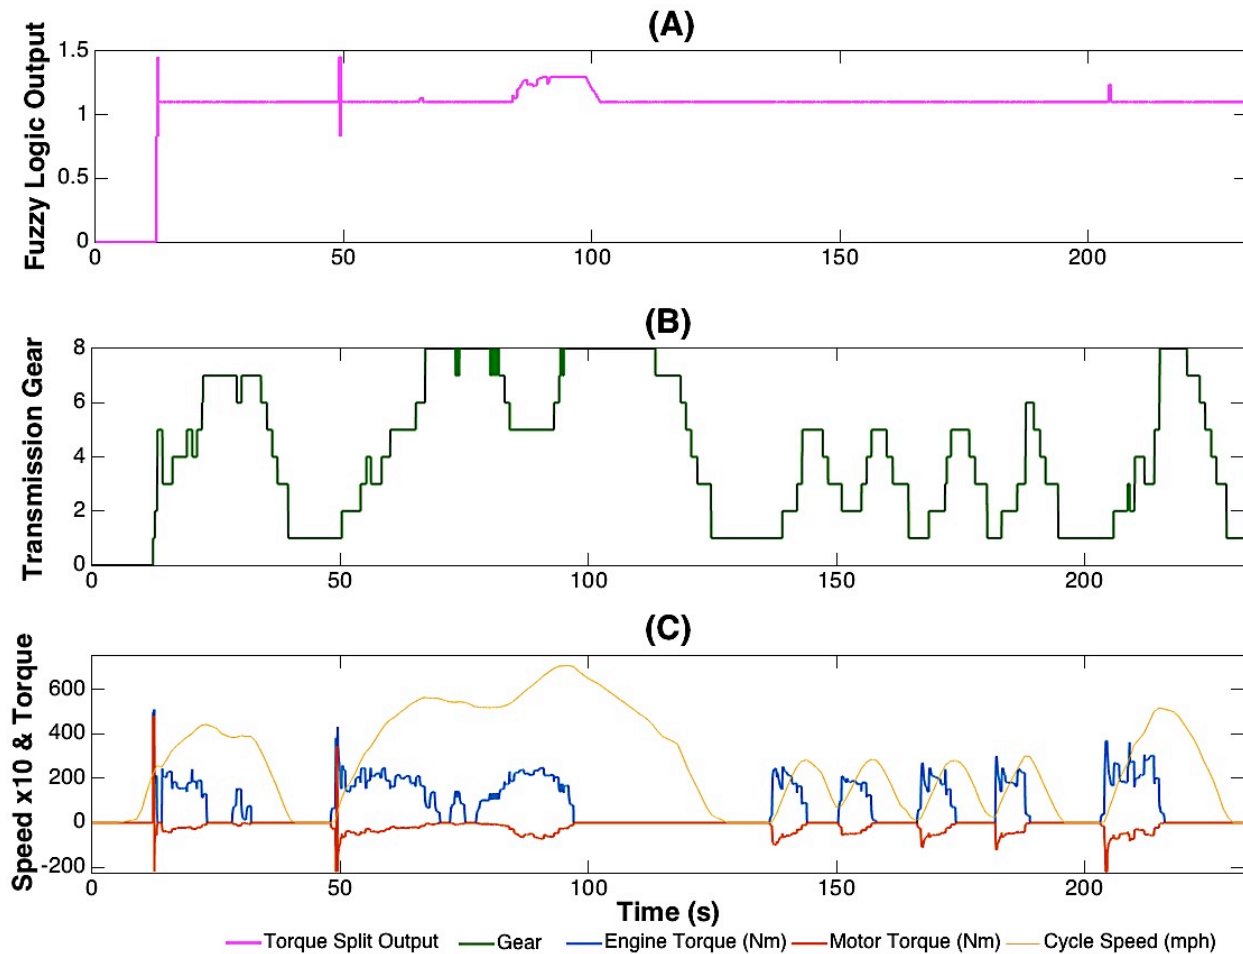 (A)
Fuzzy Logic Output
1.5
1
0.5
0
0 50 100 150 200
(B)
Transmission Gear
8
6
4
2
0
0 50 100 150 200
(C)
Speed x10 & Torque
600
400
200
0
-200
0 50 100 150 200
Time (s)
Torque Split Output Gear Engine Torque (Nm) Motor Torque (Nm) Cycle Speed (mph)